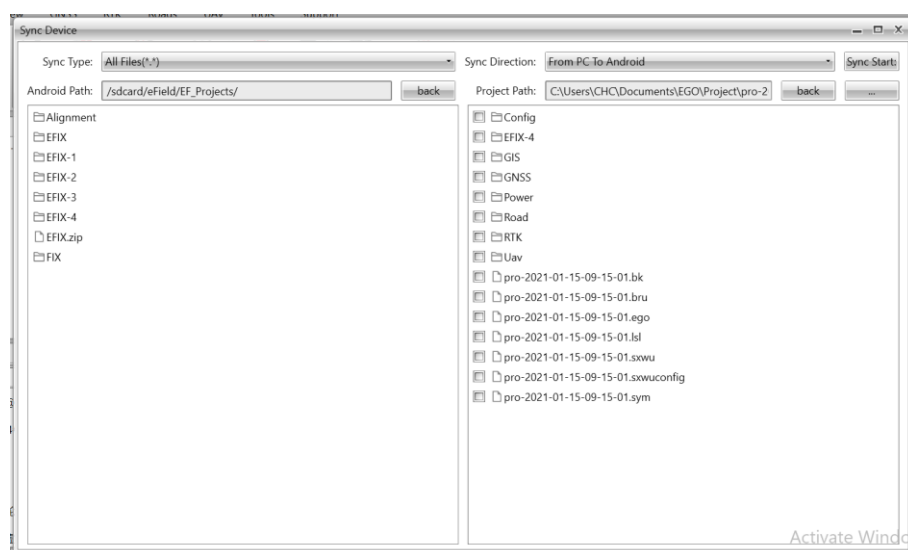 Sync Device
Sync Type: All Files(*.*) Sync Direction: From PC To Android Sync Start:
Android Path: /sdcard/eField/EF_Projects/ back Project Path: C:\Users\CHC\Documents\EGO\Project\pro-2 back ...
Alignment
EFIX
EFIX-1
EFIX-2
EFIX-3
EFIX-4
EFIX.zip
FIX
Config
EFIX-4
GIS
GNSS
Power
Road
RTK
Uav
pro-2021-01-15-09-15-01.bk
pro-2021-01-15-09-15-01.bru
pro-2021-01-15-09-15-01.ego
pro-2021-01-15-09-15-01.lsl
pro-2021-01-15-09-15-01.sxwu
pro-2021-01-15-09-15-01.sxwuconfig
pro-2021-01-15-09-15-01.sym
Activate Windo